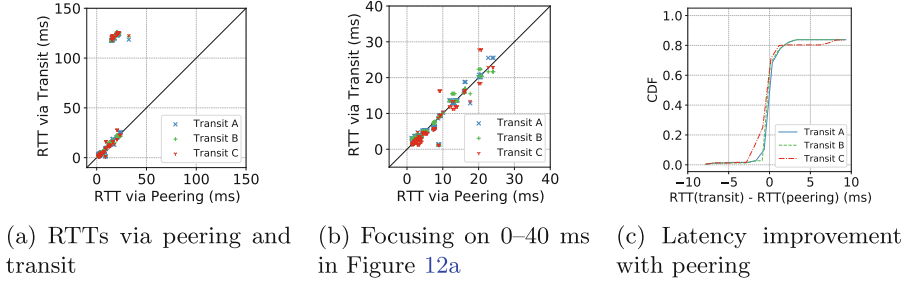 RTT via Transit (ms)
150
100
50
0
0 50 100 150
RTT via Peering (ms)
Transit A
Transit B
Transit C
RTT via Transit (ms)
40
30
20
10
0
0 10 20 30 40
RTT via Peering (ms)
Transit A
Transit B
Transit C
CDF
1.0
0.8
0.6
0.4
0.2
0.0
−10 −5 0 5 10
RTT(transit) - RTT(peering) (ms)
Transit A
Transit B
Transit C
(a) RTTs via peering and
transit
(b) Focusing on 0–40 ms
in Figure 12a
(c) Latency improvement
with peering